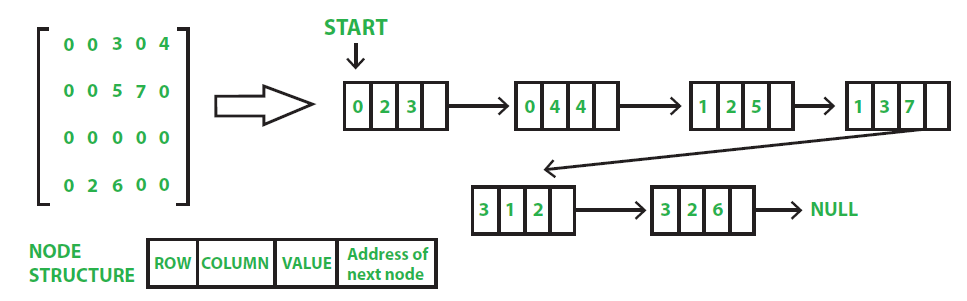 START
0 0 3 0 4
0 0 5 7 0
0 0 0 0 0
0 2 6 0 0
0 2 3
0 4 4
1 2 5
1 3 7
3 1 2
3 2 6
NULL
NODE
STRUCTURE
ROW
COLUMN
VALUE
Address of
next node